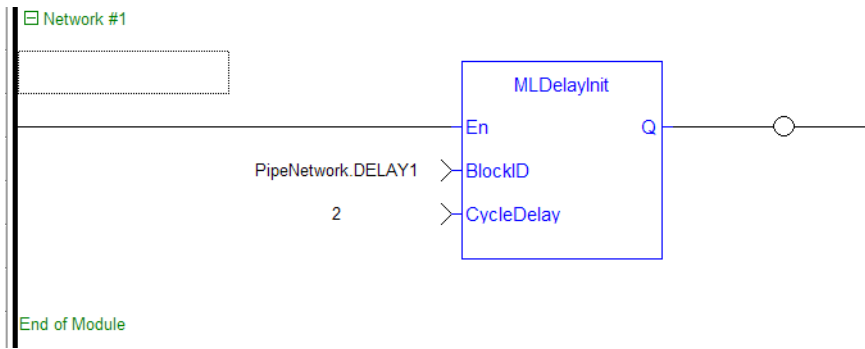 Network #1
MLDelayInit
En Q
PipeNetwork.DELAY1 BlockID
2 CycleDelay
End of Module